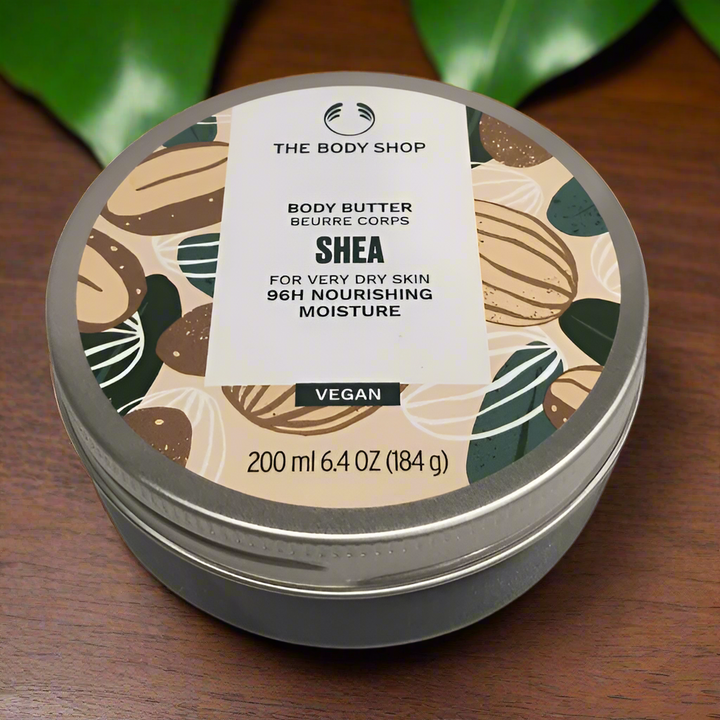 THE BODY SHOP
BODY BUTTER
BEURRE CORPS
SHEA
FOR VERY DRY SKIN
96H NOURISHING
MOISTURE
VEGAN
200 ml 6.4 OZ (184 g)